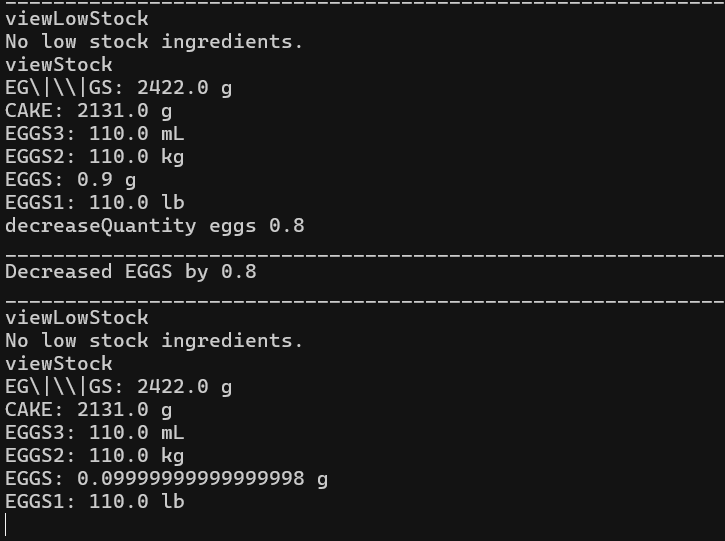 viewLowStock
No low stock ingredients.
viewStock
EG\|\\|GS: 2422.0 g
CAKE: 2131.0 g
EGGS3: 110.0 mL
EGGS2: 110.0 kg
EGGS: 0.9 g
EGGS1: 110.0 lb
decreaseQuantity eggs 0.8
____________________________________________________________
Decreased EGGS by 0.8
____________________________________________________________
viewLowStock
No low stock ingredients.
viewStock
EG\|\\|GS: 2422.0 g
CAKE: 2131.0 g
EGGS3: 110.0 mL
EGGS2: 110.0 kg
EGGS: 0.09999999999999998 g
EGGS1: 110.0 lb